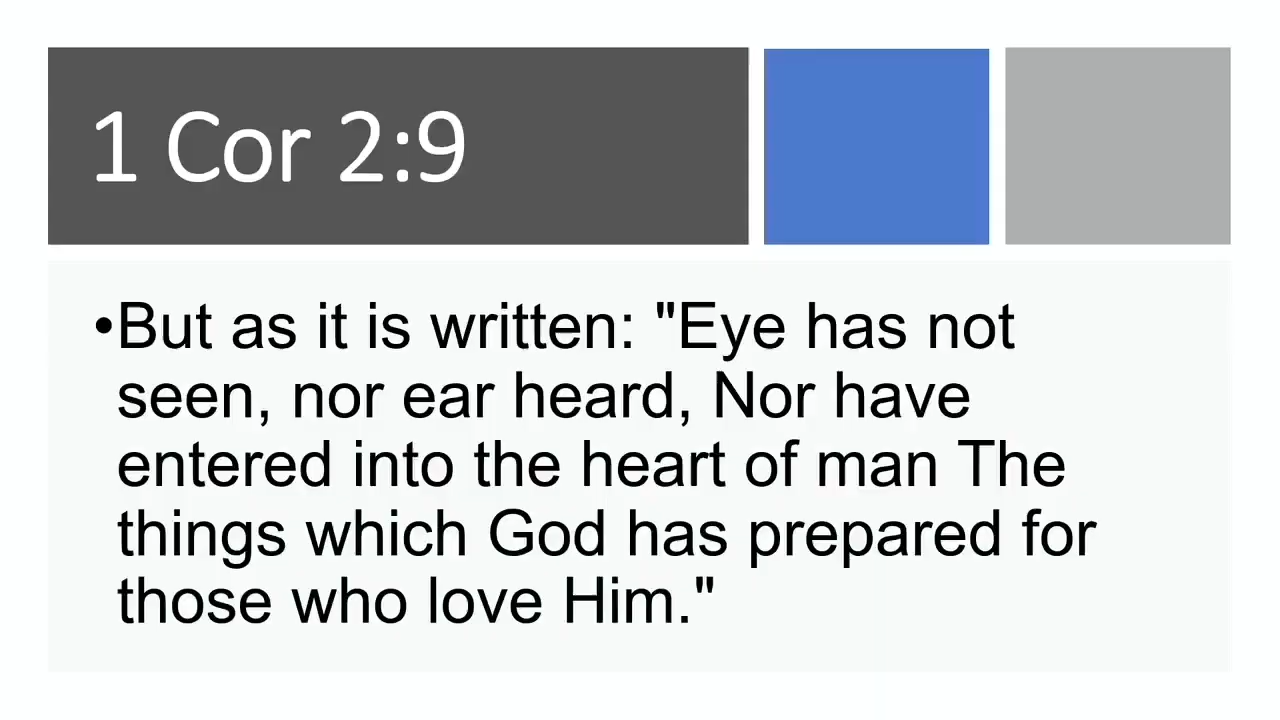 1 Cor 2:9
•But as it is written: "Eye has not
seen, nor ear heard, Nor have
entered into the heart of man The
things which God has prepared for
those who love Him."